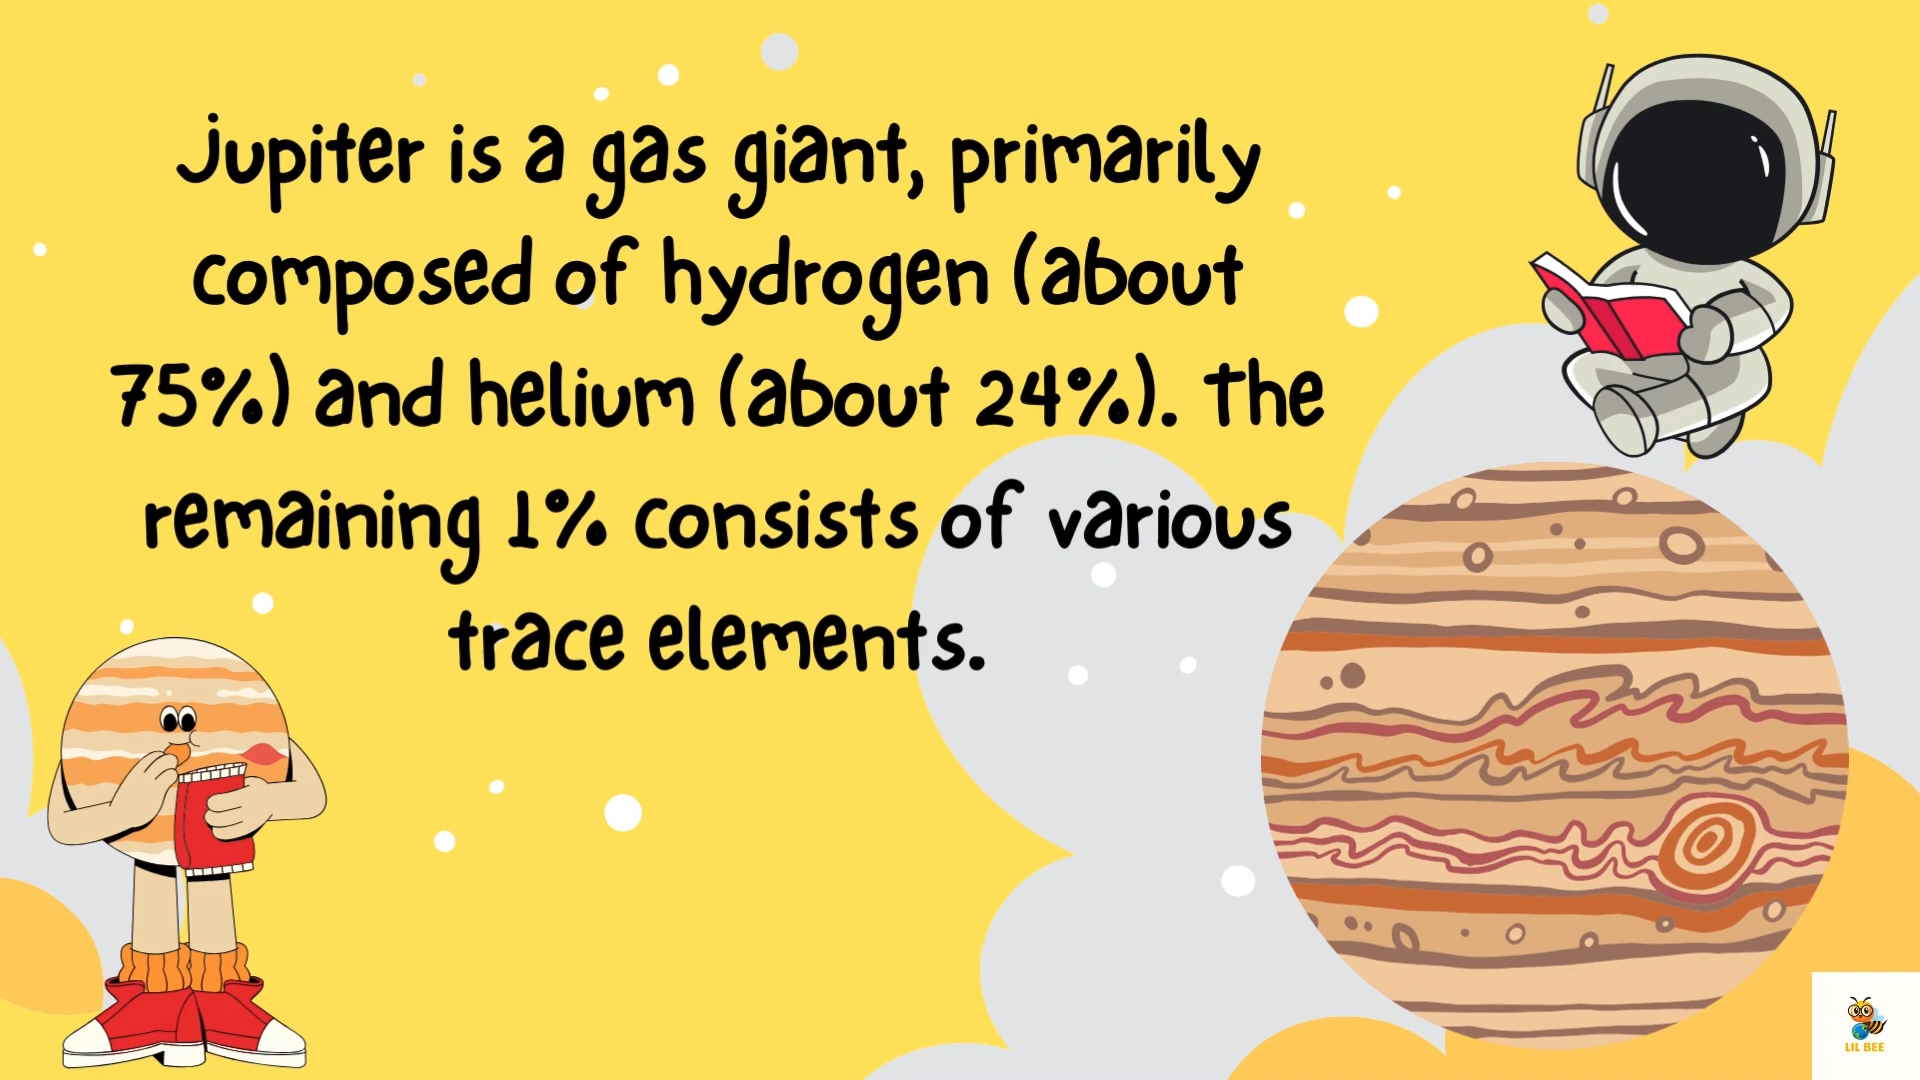 Jupiter is a gas giant, primarily
composed of hydrogen (about
75%) and helium (about 24%). The
remaining 1% consists of various
trace elements.
LIL BEE